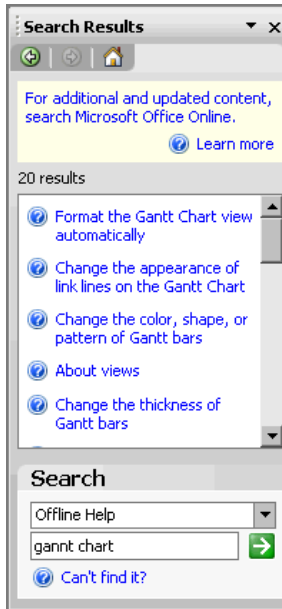 Search Results
For additional and updated content,
search Microsoft Office Online.
Learn more
20 results
Format the Gantt Chart view
automatically
Change the appearance of
link lines on the Gantt Chart
Change the color, shape, or
pattern of Gantt bars
About views
Change the thickness of
Gantt bars
Search
Offline Help
gannt chart
Can't find it?